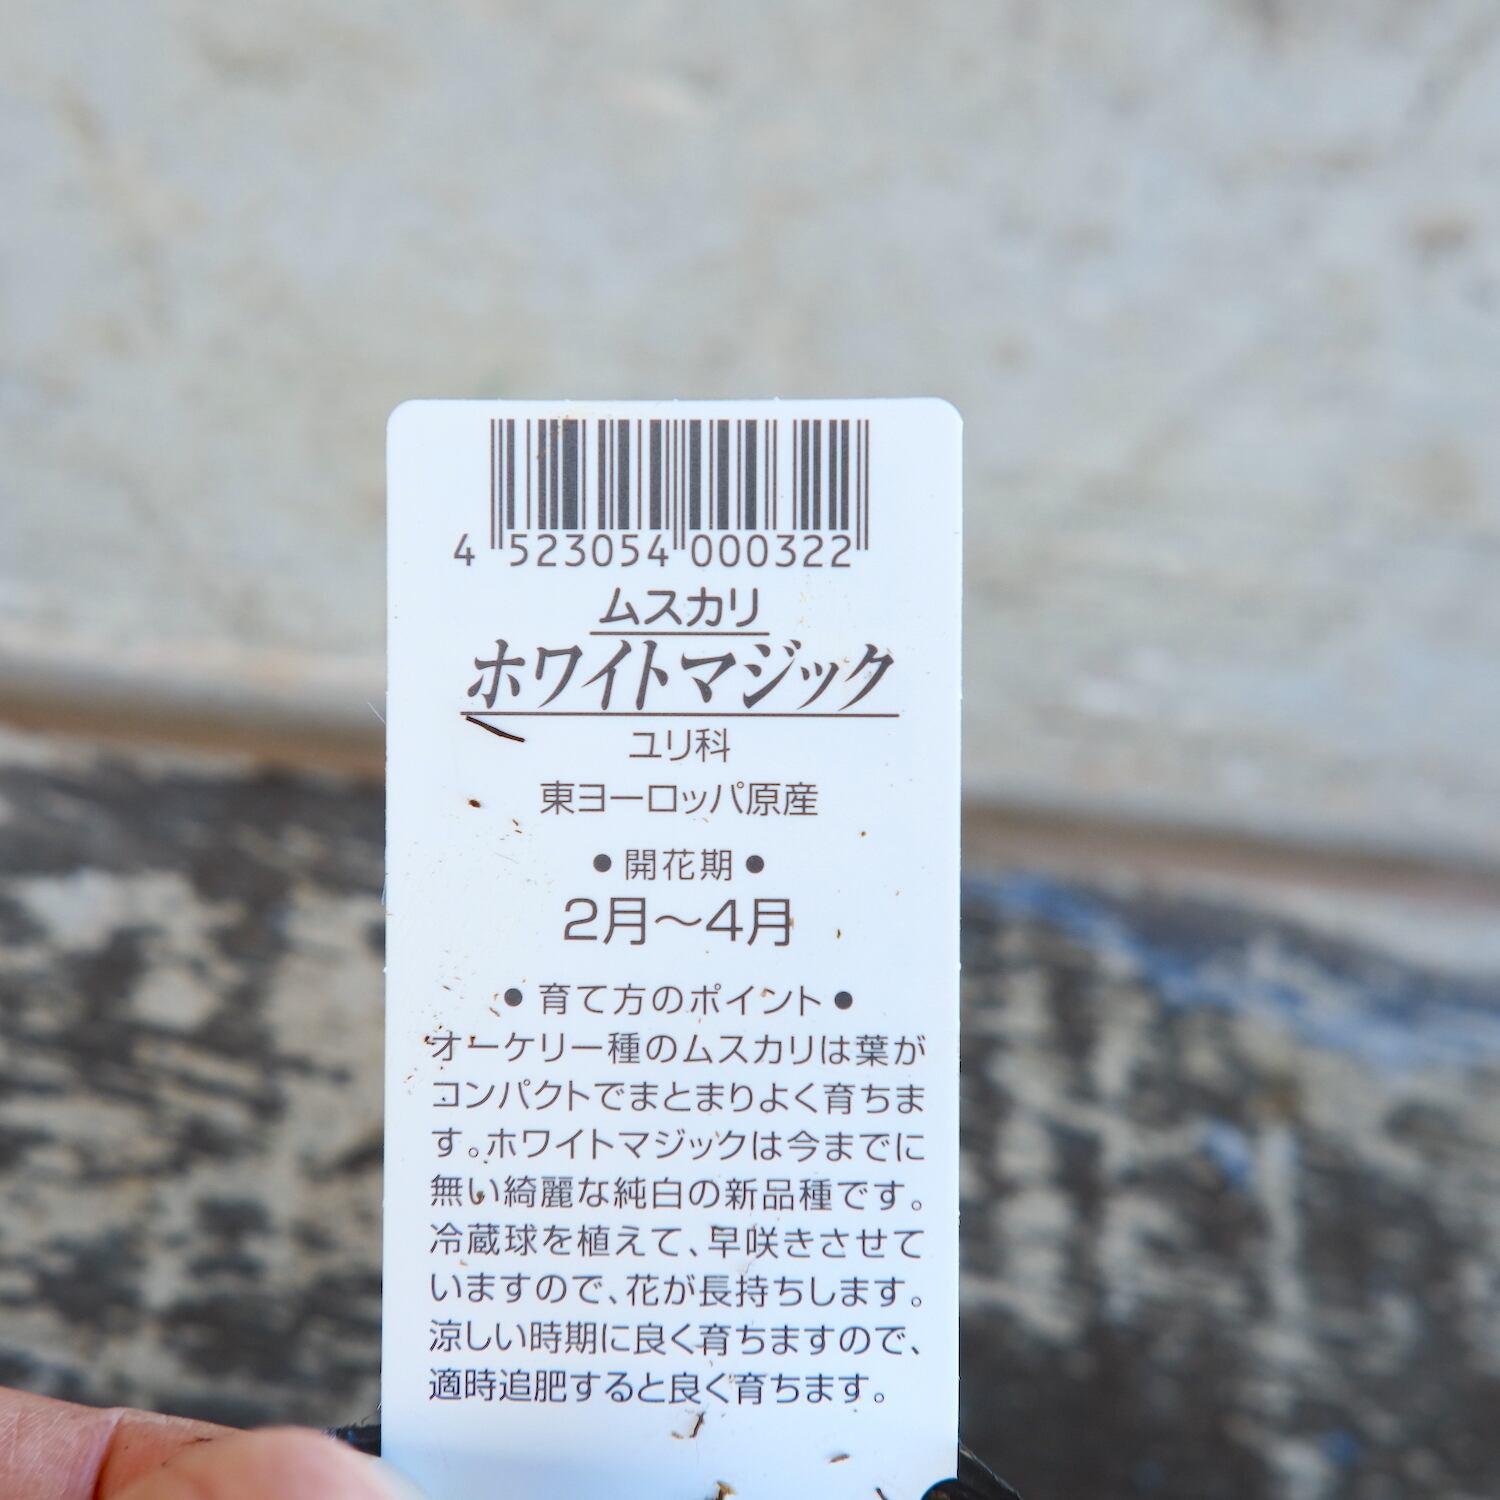 4 523054 000322
ムスカリ
ホワイトマジック
ユリ科
東ヨーロッパ原産
●開花期●
2月～4月
●育て方のポイント●
オーケリー種のムスカリは葉が
コンパクトでまとまりよく育ちま
す。ホワイトマジックは今までに
無い綺麗な純白の新品種です。
冷蔵球を植えて、早咲きさせて
いますので、花が長持ちします。
涼しい時期に良く育ちますので、
適時追肥すると良く育ちます。